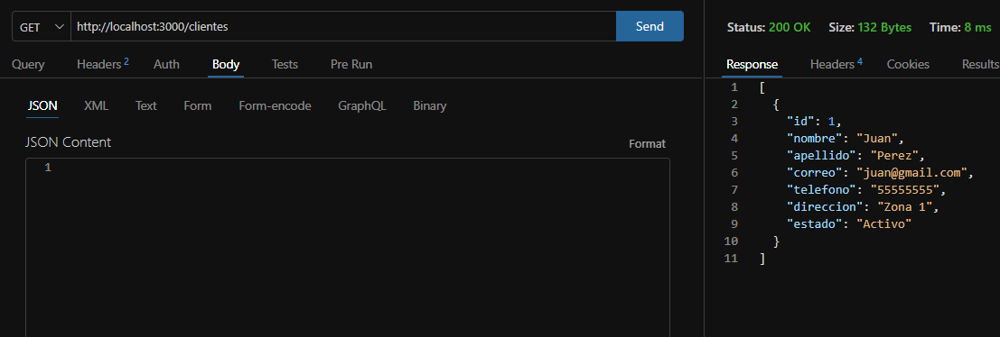 GET http://localhost:3000/clientes Send
Query Headers 2 Auth Body Tests Pre Run
JSON XML Text Form Form-encode GraphQL Binary
JSON Content Format
1
Status: 200 OK Size: 132 Bytes Time: 8 ms
Response Headers 4 Cookies Results
1 [
2 {
3 "id": 1,
4 "nombre": "Juan",
5 "apellido": "Perez",
6 "correo": "juan@gmail.com",
7 "telefono": "55555555",
8 "direccion": "Zona 1",
9 "estado": "Activo"
10 }
11 ]